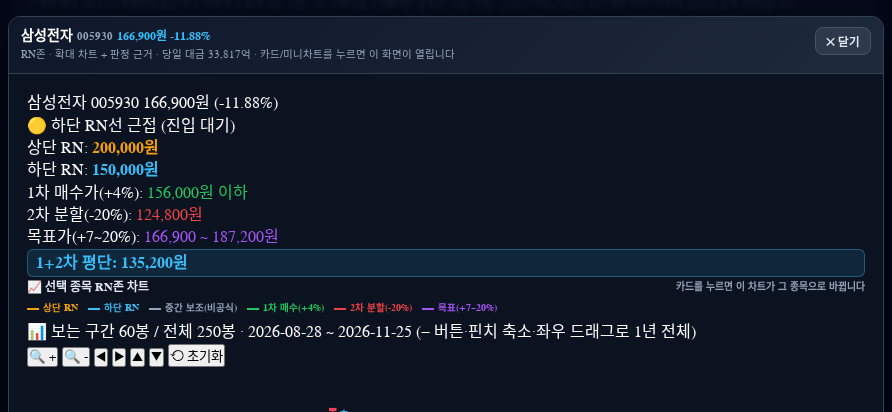 삼성전자 005930 166,900원 -11.88%
✕ 닫기
RN존 · 확대 차트 + 판정 근거 · 당일 대금 33,817억 · 카드/미니차트를 누르면 이 화면이 열립니다
삼성전자 005930 166,900원 (-11.88%)
🟡 하단 RN선 근접 (진입 대기)
상단 RN: 200,000원
하단 RN: 150,000원
1차 매수가(+4%): 156,000원 이하
2차 분할(-20%): 124,800원
목표가(+7~20%): 166,900 ~ 187,200원
1+2차 평단: 135,200원
📈 선택 종목 RN존 차트
카드를 누르면 이 차트가 그 종목으로 바뀝니다
상단 RN 하단 RN 중간 보조(비공식) 1차 매수(+4%) 2차 분할(-20%) 목표(+7~20%)
📊 보는 구간 60봉 / 전체 250봉 · 2026-08-28 ~ 2026-11-25 (− 버튼·핀치 축소·좌우 드래그로 1년 전체)
🔍 + 🔍 - ◀ ▶ ▲ ▼ ⟲ 초기화